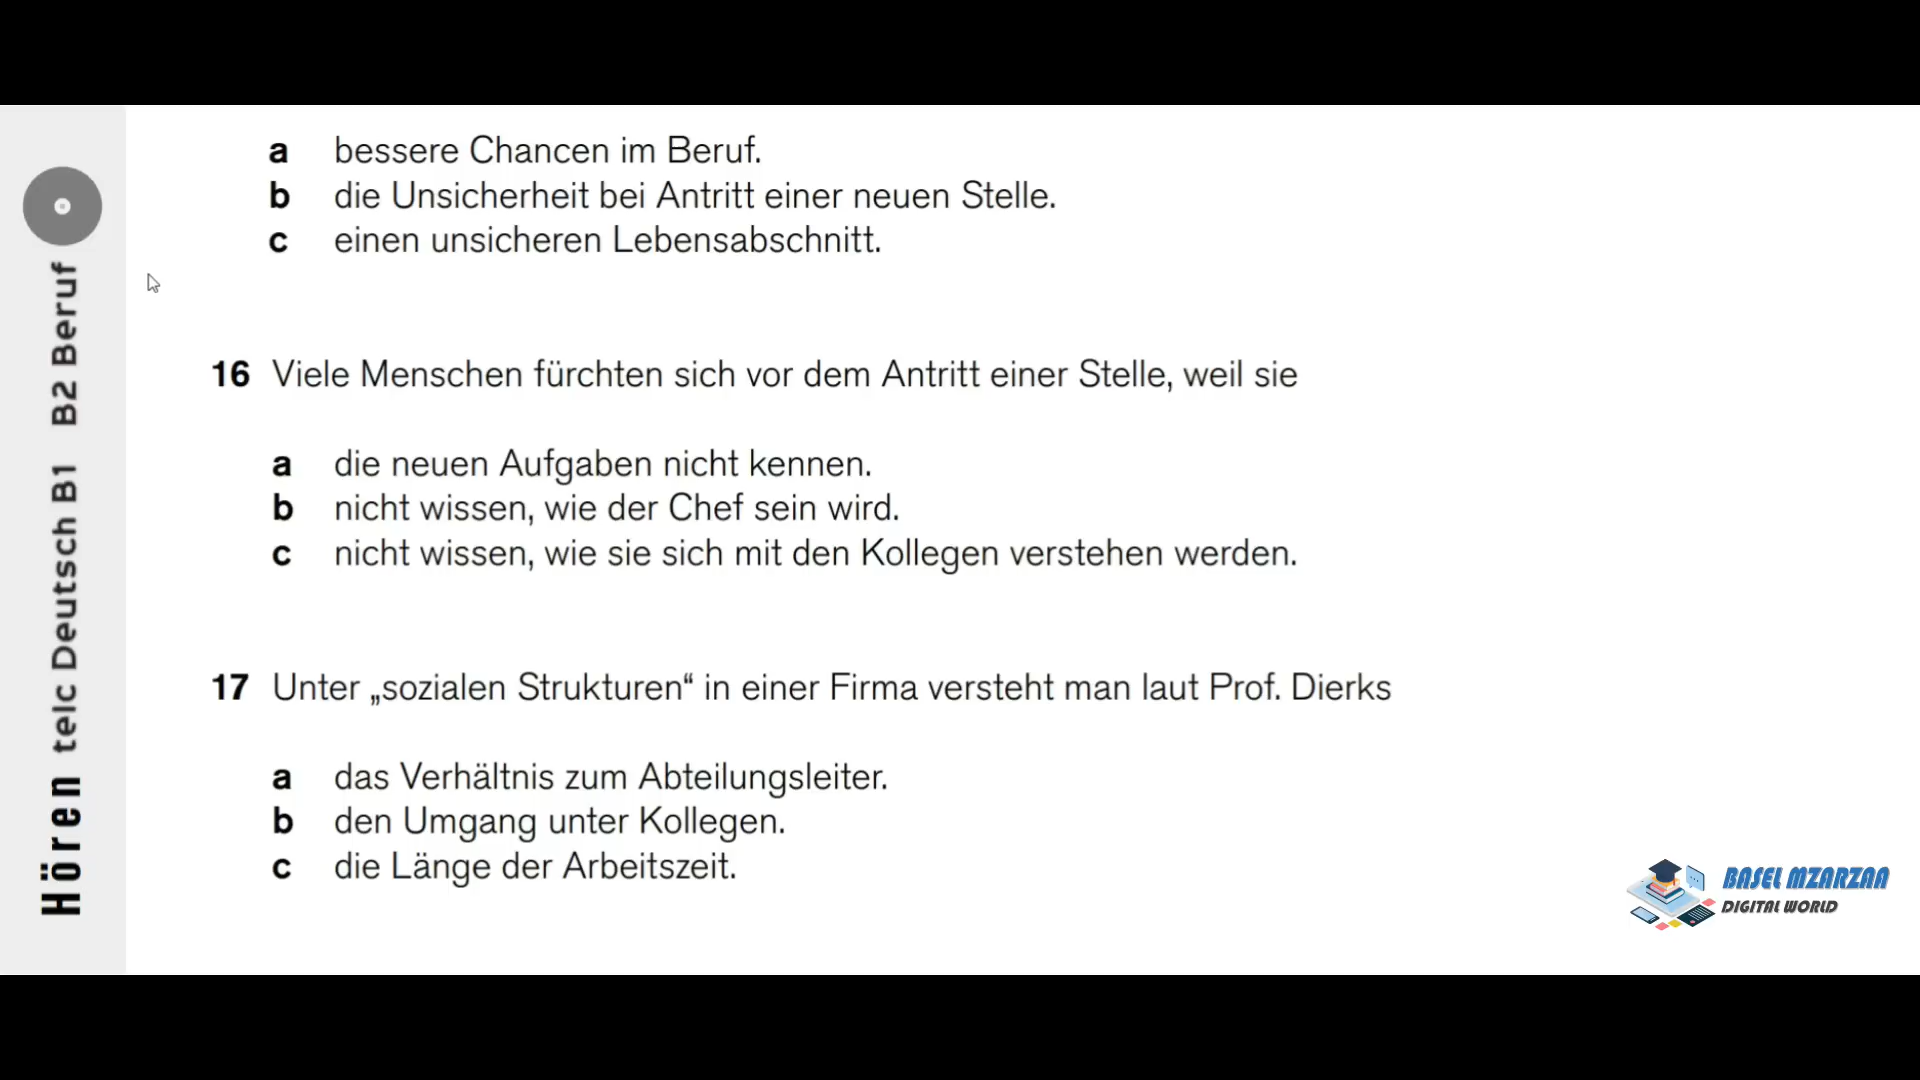 a bessere Chancen im Beruf.
b die Unsicherheit bei Antritt einer neuen Stelle.
c einen unsicheren Lebensabschnitt.
16 Viele Menschen fürchten sich vor dem Antritt einer Stelle, weil sie
a die neuen Aufgaben nicht kennen.
b nicht wissen, wie der Chef sein wird.
c nicht wissen, wie sie sich mit den Kollegen verstehen werden.
17 Unter „sozialen Strukturen“ in einer Firma versteht man laut Prof. Dierks
a das Verhältnis zum Abteilungsleiter.
b den Umgang unter Kollegen.
c die Länge der Arbeitszeit.
Hören telc Deutsch B1 B2 Beruf
BASEL MZARZAA
DIGITAL WORLD